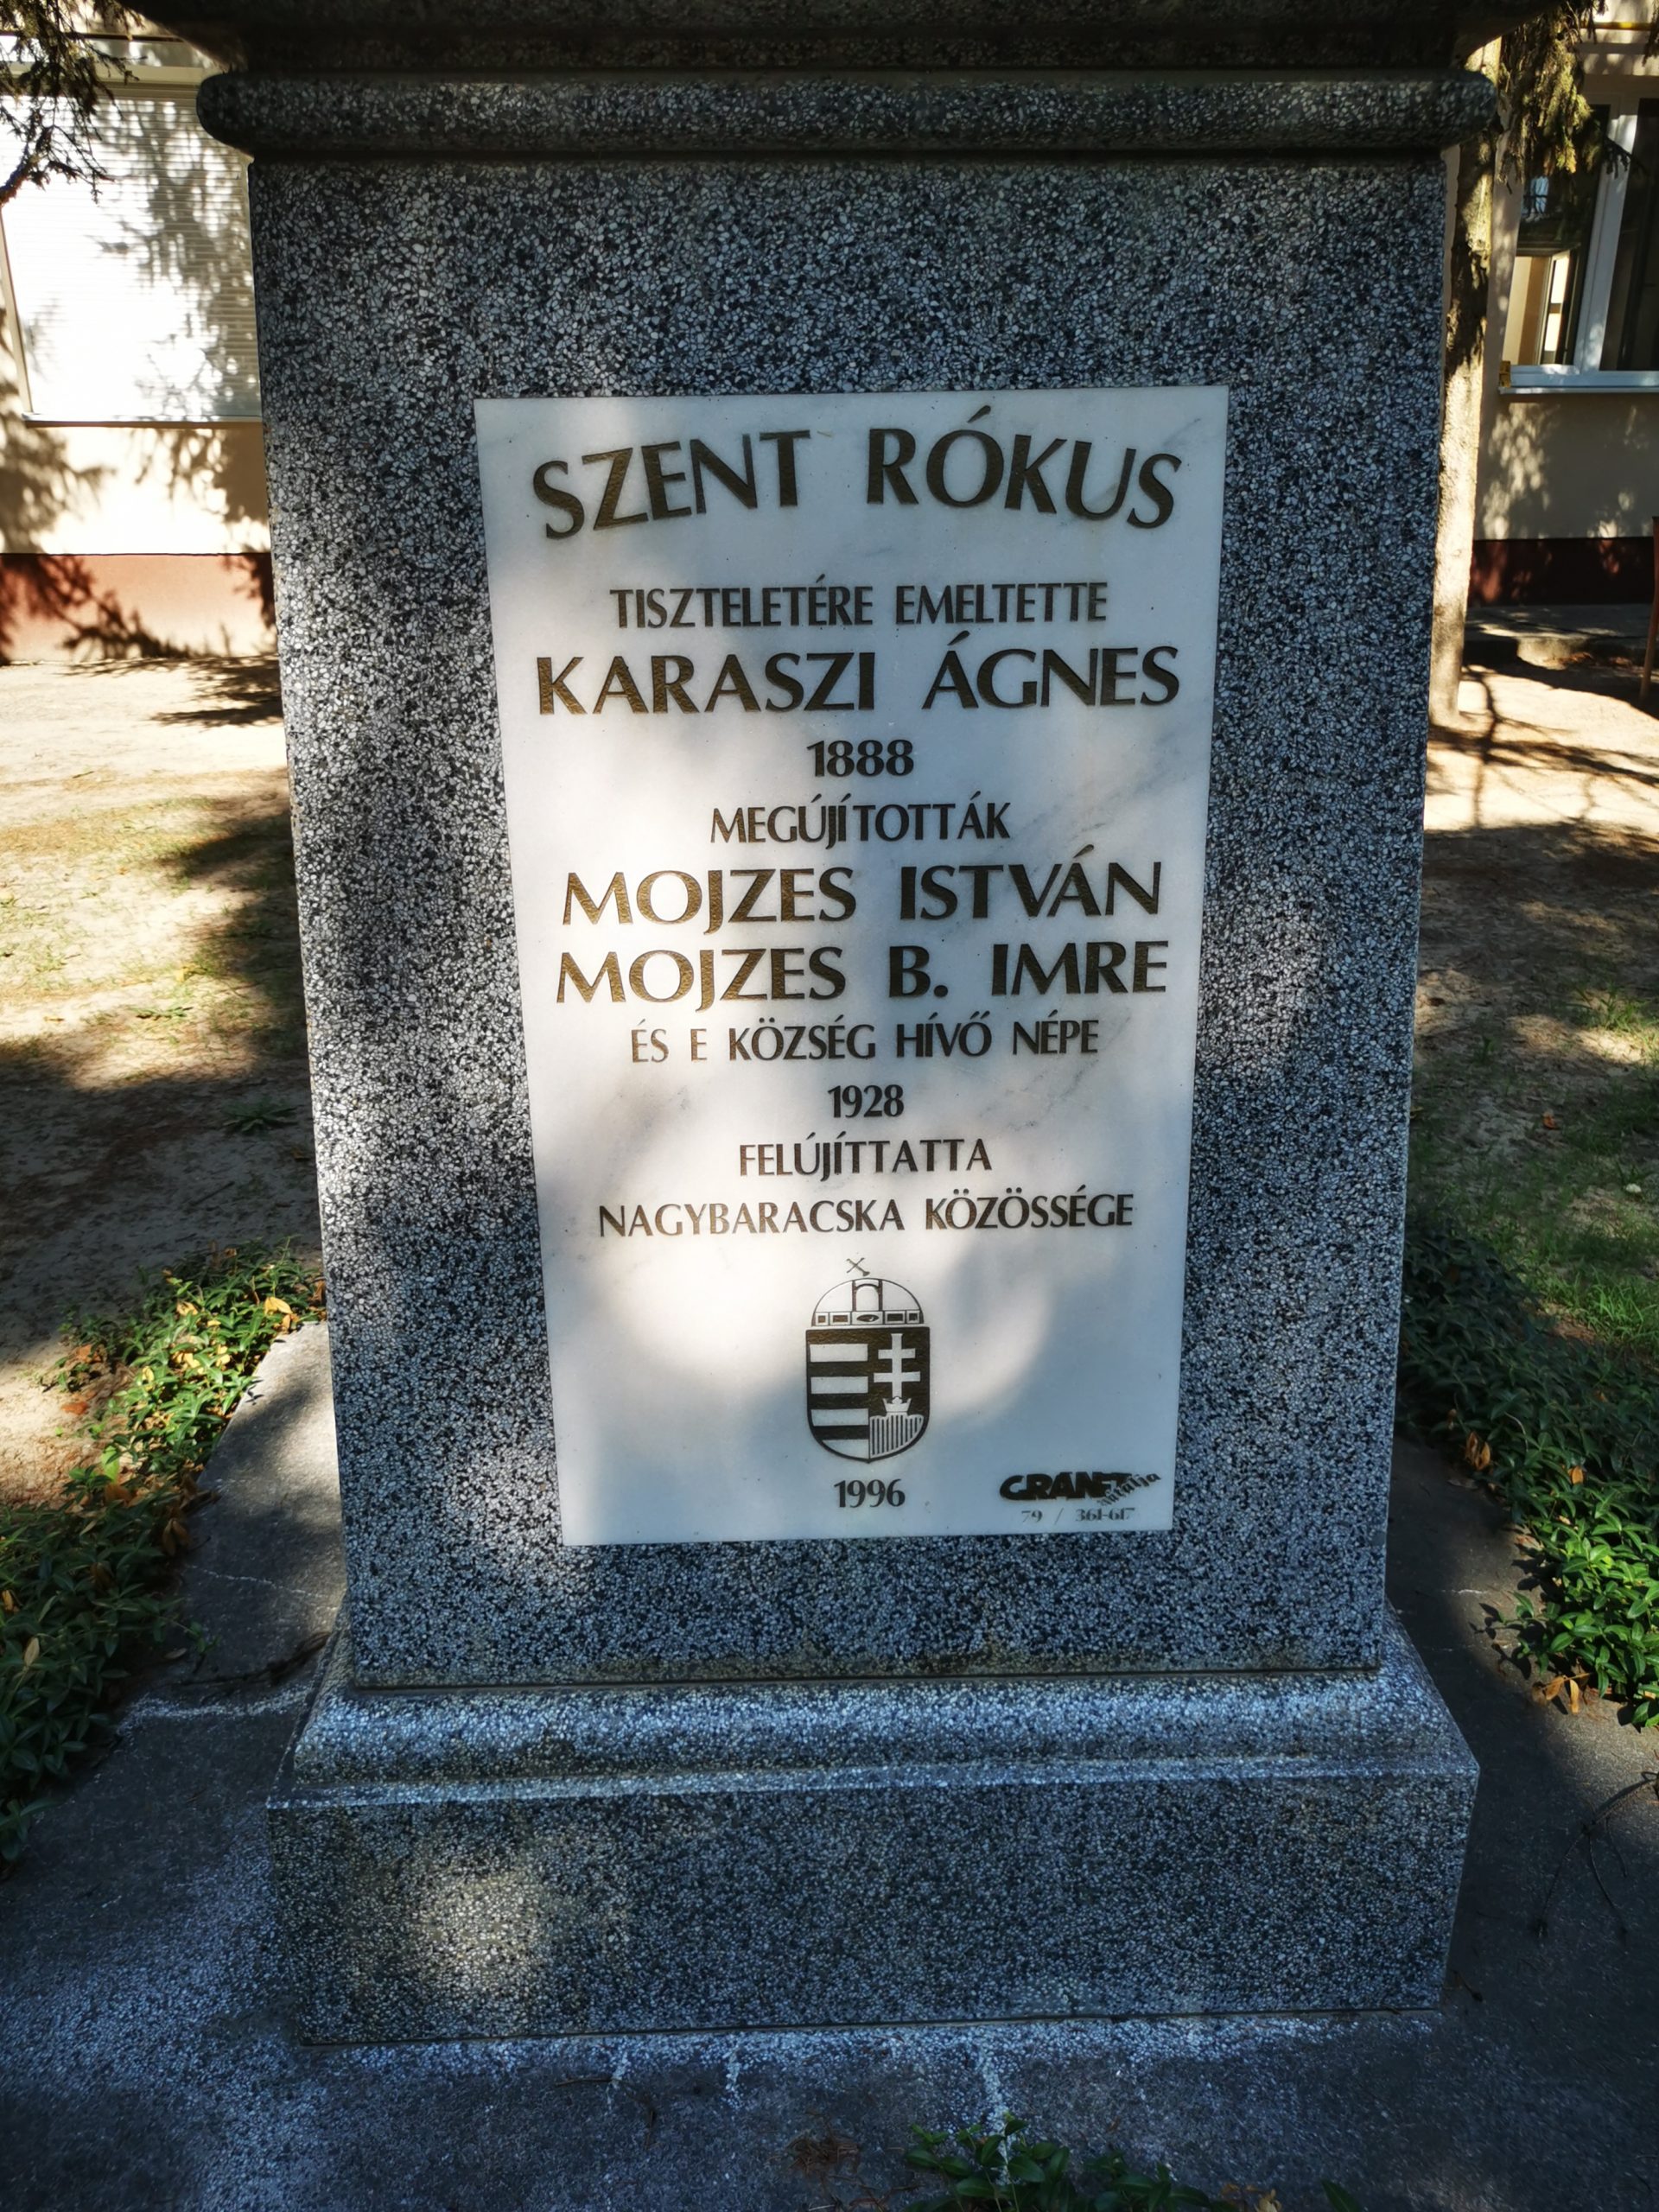 SZENT RÓKUS
TISZTELETÉRE EMELTETTE
KARASZI ÁGNES
1888
MEGÚJÍTOTTÁK
MOJZES ISTVÁN
MOJZES B. IMRE
ÉS E KÖZSÉG HÍVŐ NÉPE
1928
FELÚJÍTTATTA
NAGYBARACSKA KÖZÖSSÉGE
1996
79 / 361-617